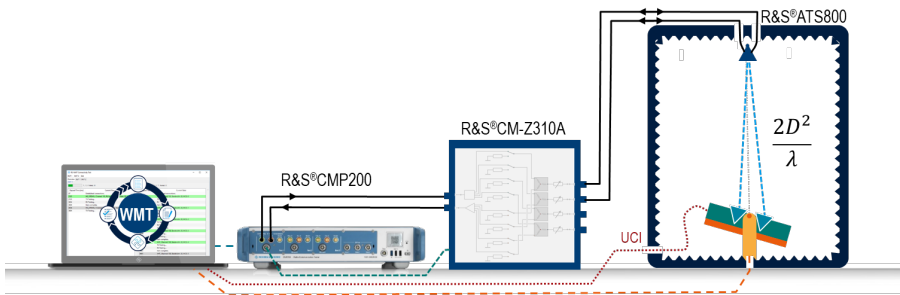 R&S®ATS800
R&S®CM-Z310A
2D²
λ
R&S®CMP200
WMT
UCI